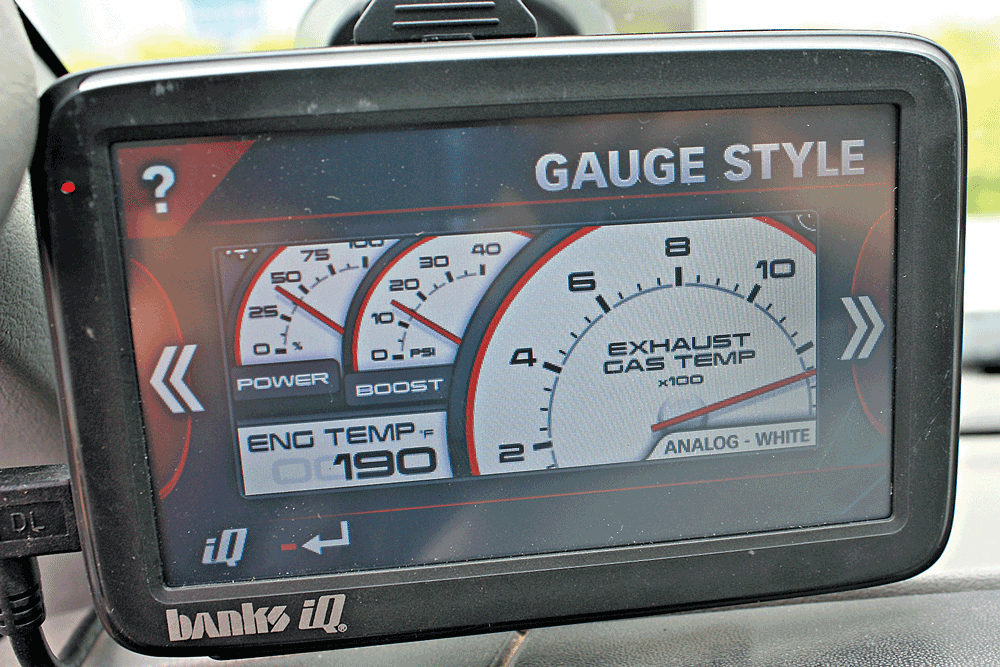 ?
GAUGE STYLE
0 25 50 75 100
%
POWER
0 10 20 30 40
PSI
BOOST
ENG TEMP °F
190
2 4 6 8 10
EXHAUST
GAS TEMP
x100
ANALOG - WHITE
iQ
DL
banks iQ®